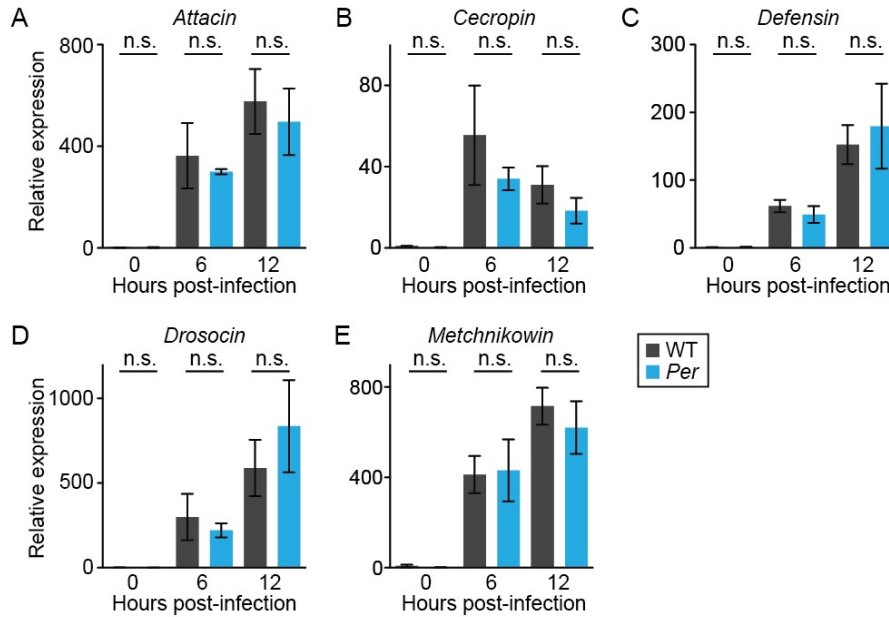 A Attacin
n.s. n.s. n.s.
800
400
0
Relative expression
0 6 12
Hours post-infection
B Cecropin
n.s. n.s. n.s.
80
40
0
0 6 12
Hours post-infection
C Defensin
n.s. n.s. n.s.
300
200
100
0
0 6 12
Hours post-infection
D Drosocin
n.s. n.s. n.s.
1000
500
0
Relative expression
0 6 12
Hours post-infection
E Metchnikowin
n.s. n.s. n.s.
800
400
0
0 6 12
Hours post-infection
WT
Per